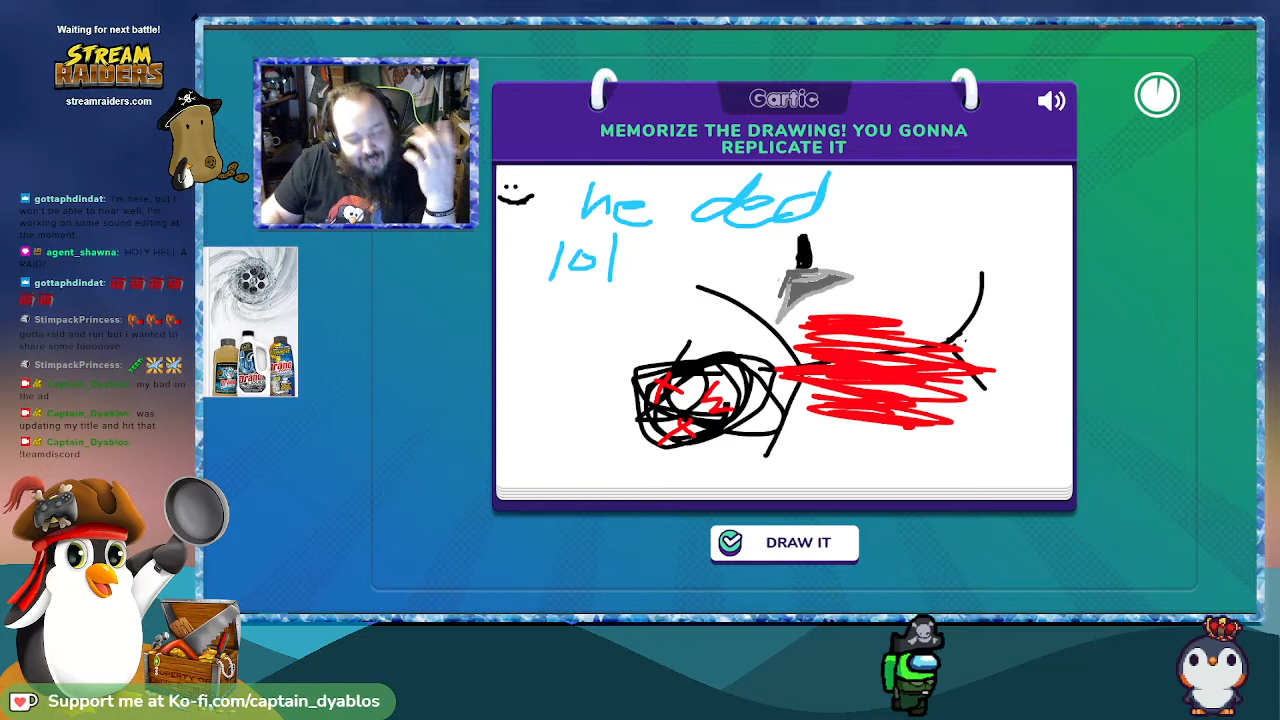 Waiting for next battle!
STREAM
RAIDERS
streamraiders.com
gottaphdindat: I'm here, but I
won't be able to hear well, I'm
working on some sound editing at
the moment
agent_shawna: HOLY HELL A
RAID!
gottaphdindat:
StimpackPrincess:
gotta raid and run but i wanted to
share some looooove
StimpackPrincess:
Captain_Dyablos: my bad on
the ad
Captain_Dyablos: was
updating my title and hit that
Captain_Dyablos
!teamdiscord
Gartic
MEMORIZE THE DRAWING! YOU GONNA
REPLICATE IT
he ded
lol
DRAW IT
Drano
PROPERTY OF
Support me at Ko-fi.com/captain_dyablos